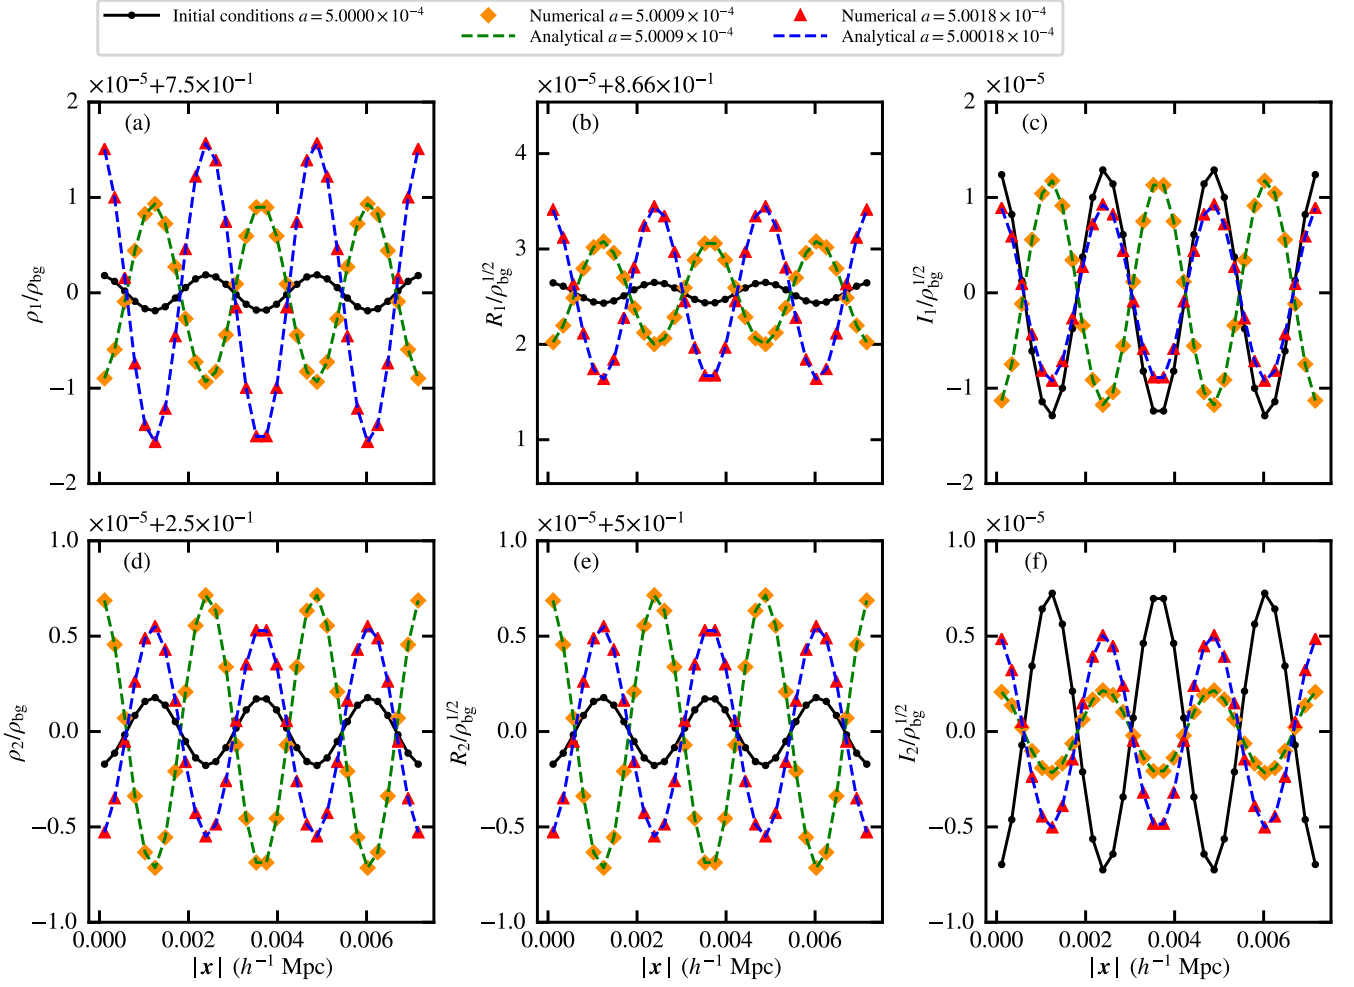 Initial conditions a = 5.0000 × 10⁻⁴
Numerical a = 5.0009 × 10⁻⁴
Numerical a = 5.0018 × 10⁻⁴
Analytical a = 5.0009 × 10⁻⁴
Analytical a = 5.00018 × 10⁻⁴
×10⁻⁵+7.5×10⁻¹
×10⁻⁵+8.66×10⁻¹
×10⁻⁵
(a)
(b)
(c)
2
1
0
−1
−2
ρ₁/ρbg
4
3
2
1
R₁/ρbg^1/2
2
1
0
−1
−2
I₁/ρbg^1/2
×10⁻⁵+2.5×10⁻¹
×10⁻⁵+5×10⁻¹
×10⁻⁵
(d)
(e)
(f)
1.0
0.5
0.0
−0.5
−1.0
ρ₂/ρbg
1.0
0.5
0.0
−0.5
−1.0
R₂/ρbg^1/2
1.0
0.5
0.0
−0.5
−1.0
I₂/ρbg^1/2
0.000 0.002 0.004 0.006
0.000 0.002 0.004 0.006
0.000 0.002 0.004 0.006
|x| (h⁻¹ Mpc)
|x| (h⁻¹ Mpc)
|x| (h⁻¹ Mpc)